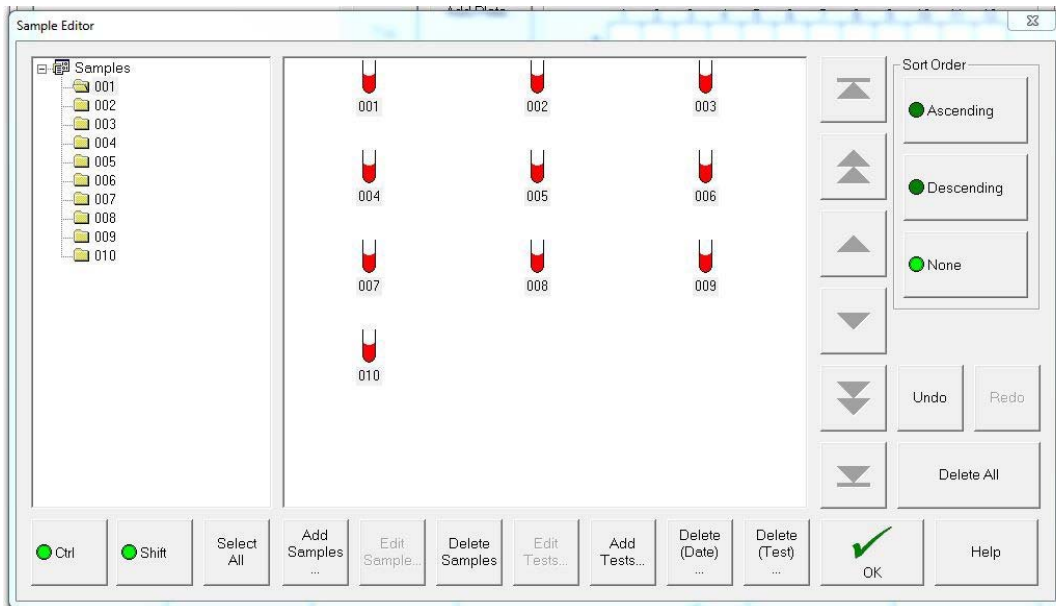 Add Plate
Sample Editor
Samples
001
002
003
004
005
006
007
008
009
010
001 002 003
004 005 006
007 008 009
010
Sort Order
Ascending
Descending
None
Undo Redo
Delete All
Ctrl
Shift
Select
All
Add
Samples
...
Edit
Sample...
Delete
Samples
Edit
Tests...
Add
Tests...
Delete
(Date)
...
Delete
(Test)
...
OK
Help